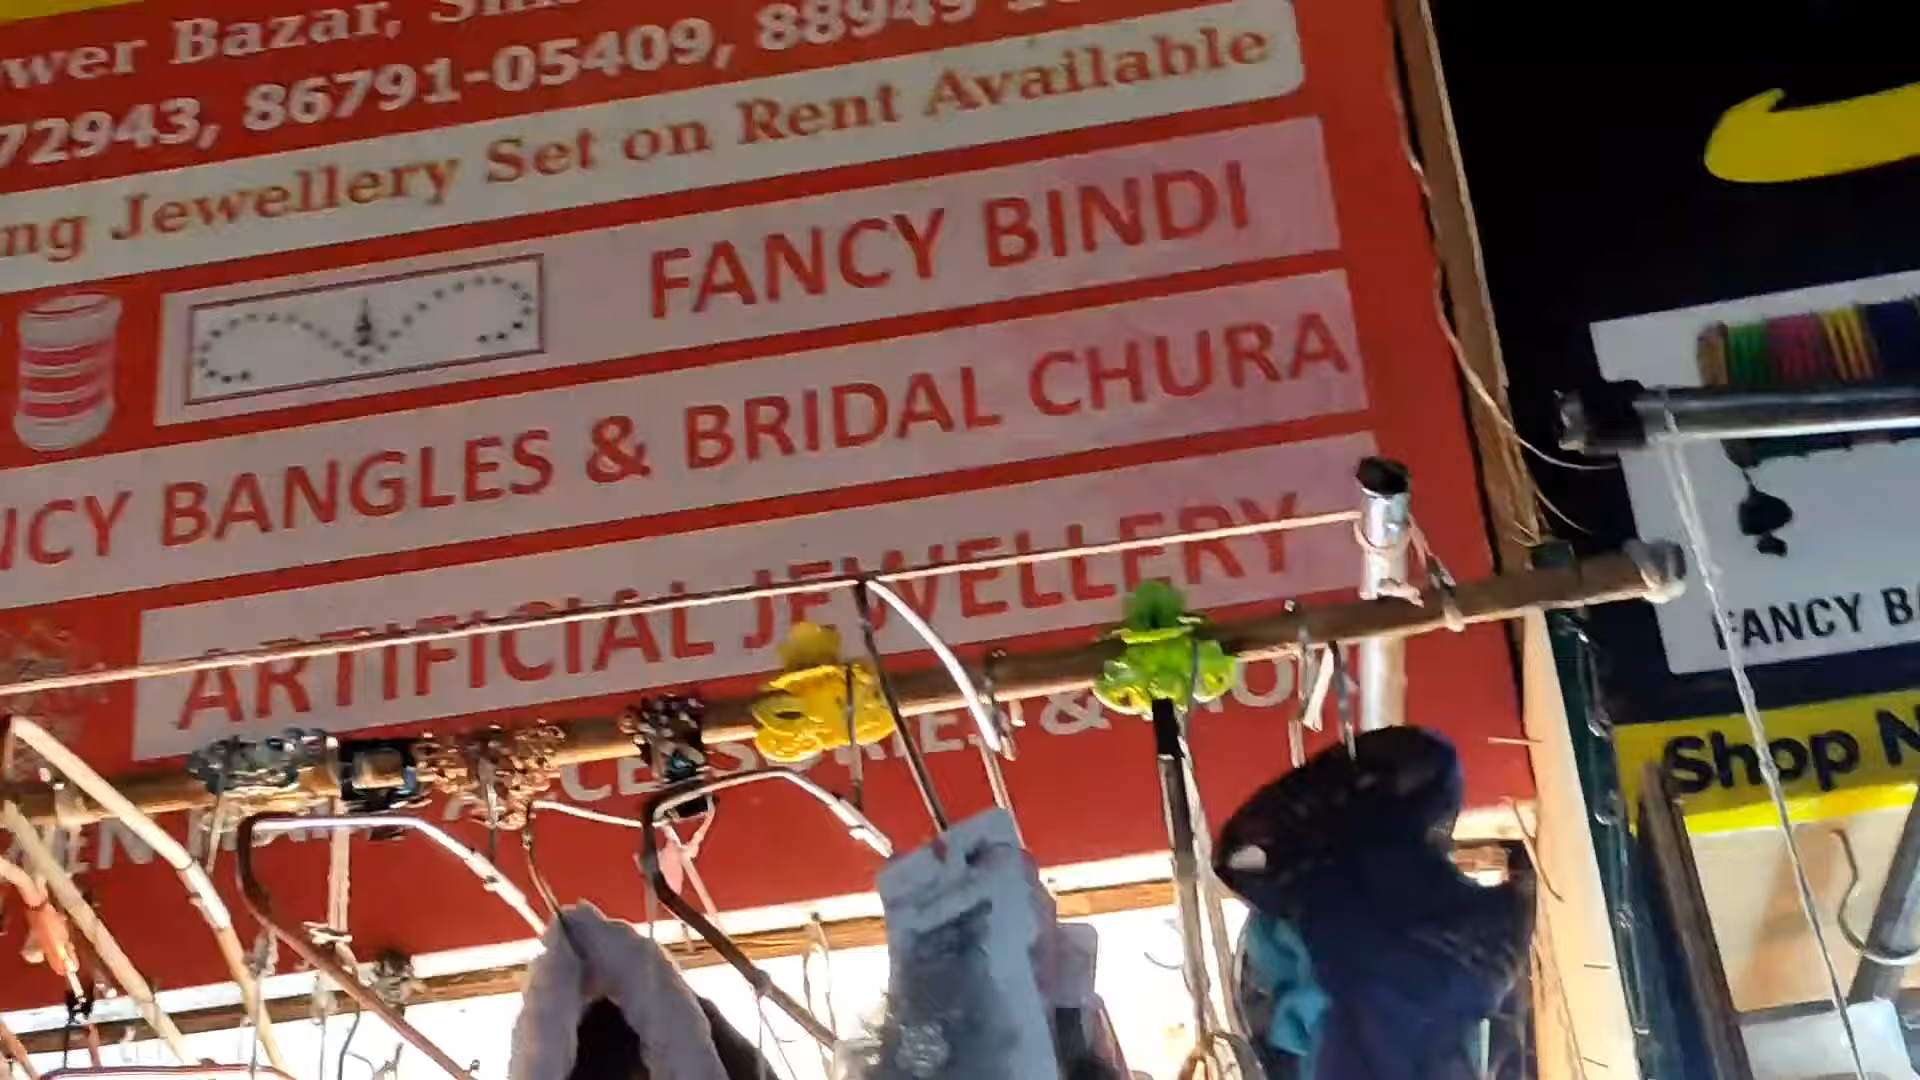 wer Bazar,
72943, 86791-05409, 88949
ng Jewellery Set on Rent Available
FANCY BINDI
NCY BANGLES & BRIDAL CHURA
ARTIFICIAL JEWELLERY
&
FANCY B
Shop N